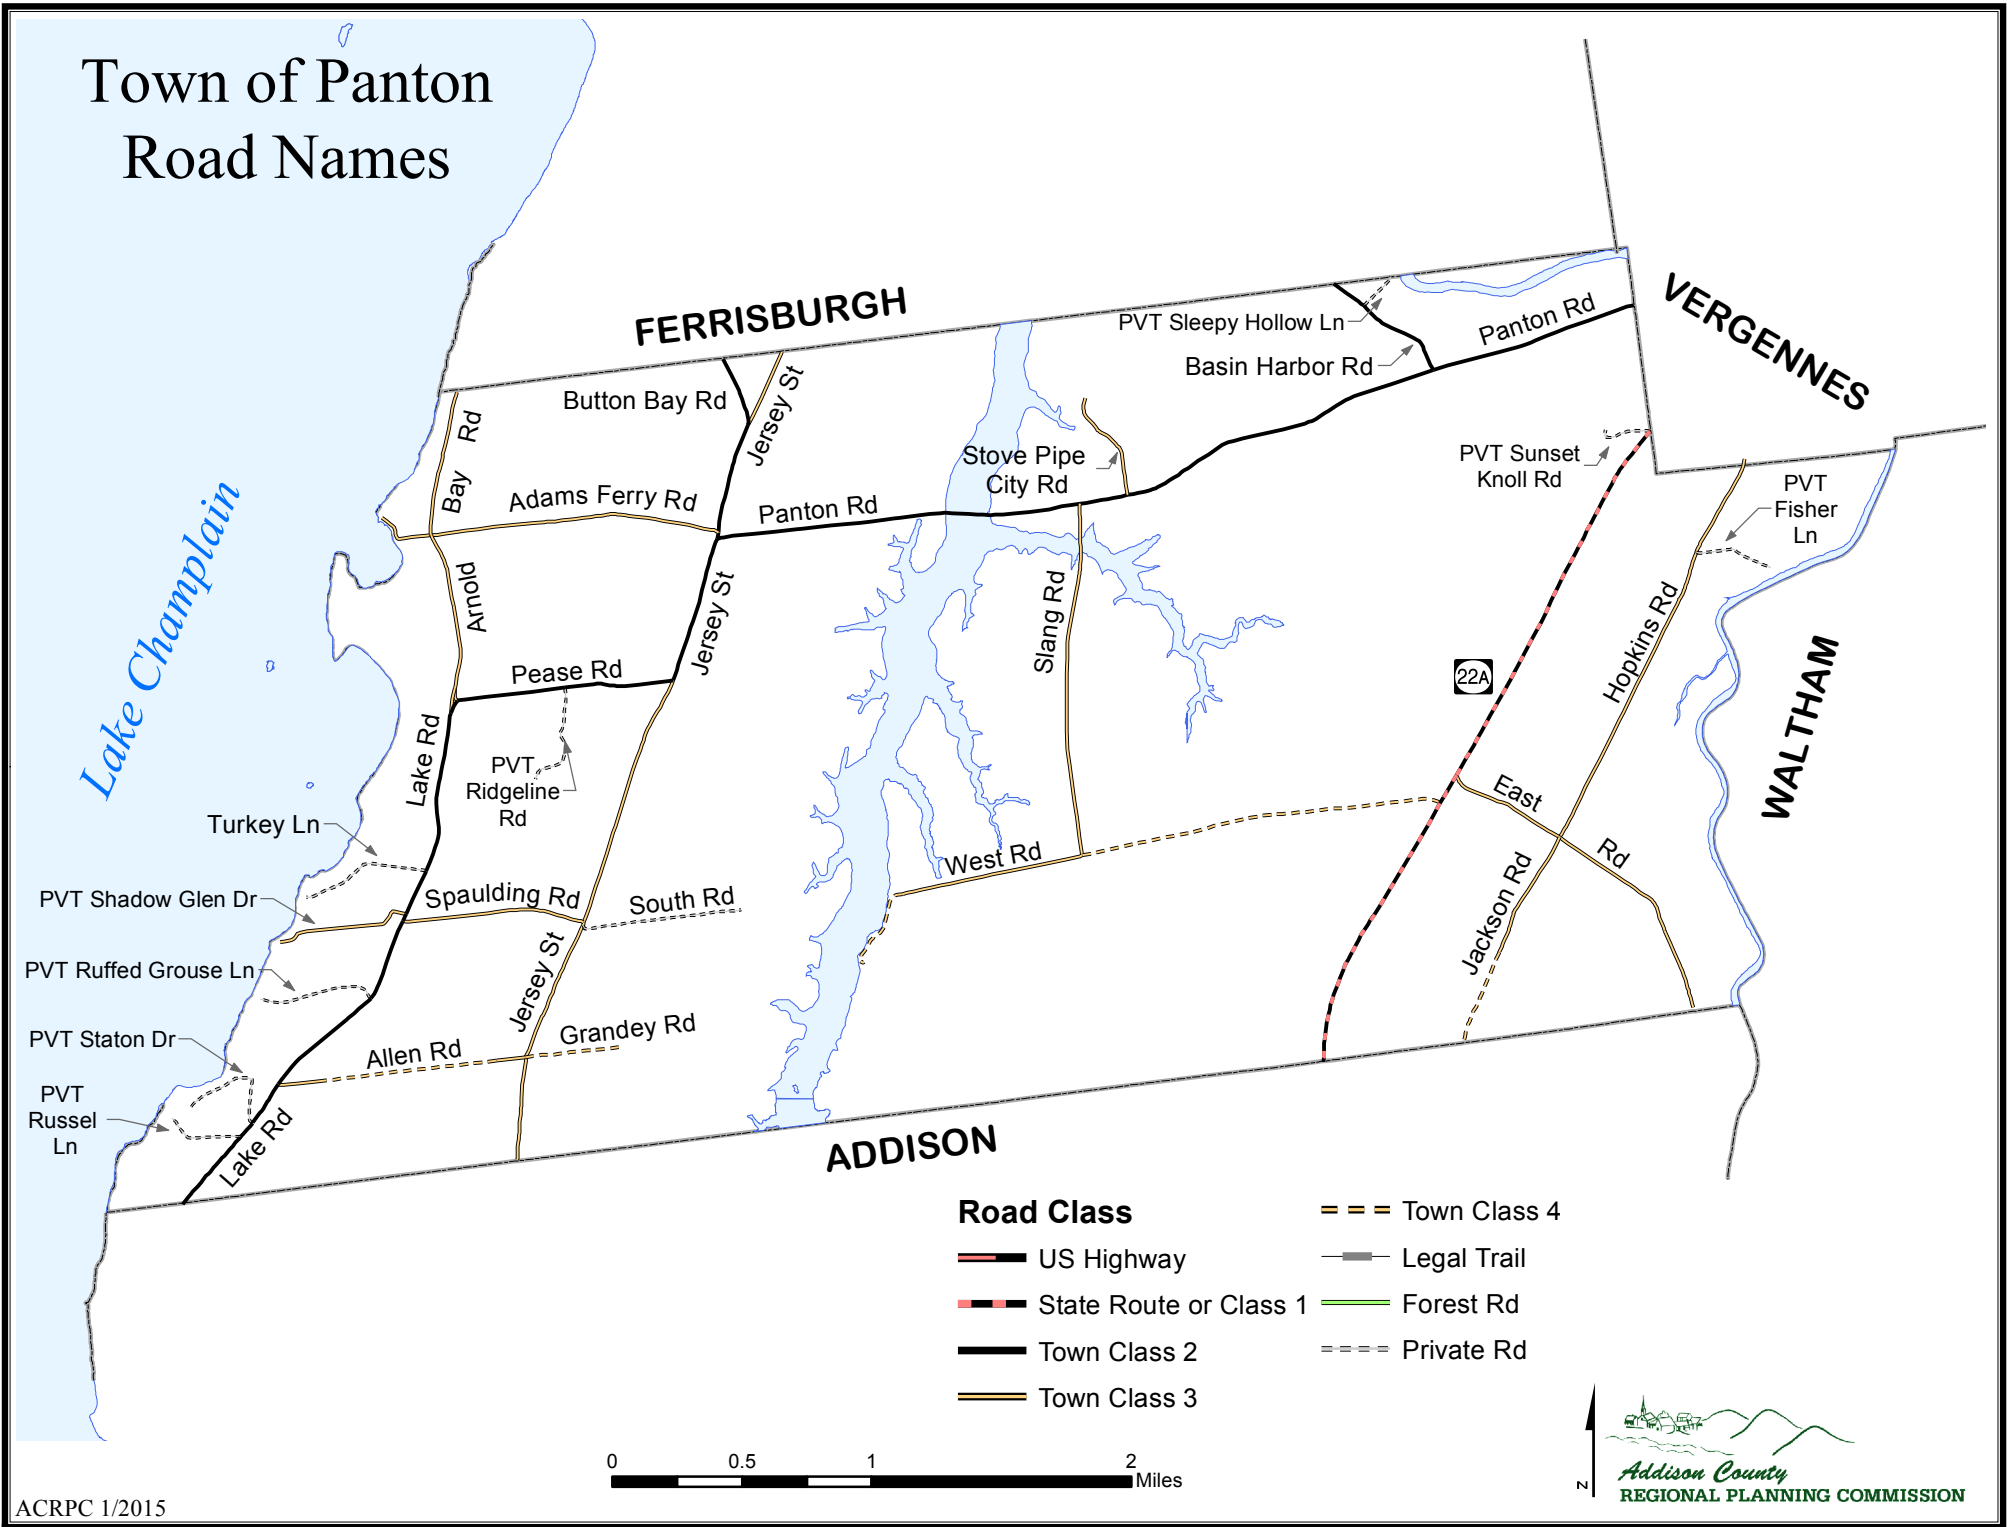 Town of Panton
Road Names
FERRISBURGH
VERGENNES
WALTHAM
ADDISON
Lake Champlain
PVT Sleepy Hollow Ln
Basin Harbor Rd
Panton Rd
Button Bay Rd
Jersey St
Arnold
Bay
Rd
Adams Ferry Rd
Panton Rd
Stove Pipe
City Rd
PVT Sunset
Knoll Rd
PVT
Fisher
Ln
Slang Rd
Jersey St
Hopkins Rd
22A
Pease Rd
Lake Rd
PVT
Ridgeline
Rd
East
Rd
Turkey Ln
West Rd
Jackson Rd
PVT Shadow Glen Dr
Spaulding Rd
South Rd
PVT Ruffed Grouse Ln
Jersey St
PVT Staton Dr
Allen Rd
Grandey Rd
PVT
Russel
Ln
Lake Rd
Road Class
US Highway
State Route or Class 1
Town Class 2
Town Class 3
Town Class 4
Legal Trail
Forest Rd
Private Rd
0 0.5 1 2
Miles
N
Addison County
REGIONAL PLANNING COMMISSION
ACRPC 1/2015